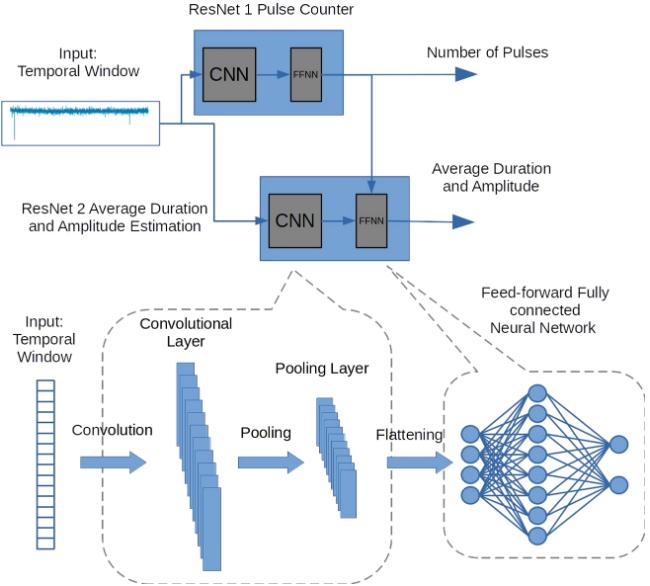 ResNet 1 Pulse Counter
Input:
Temporal Window
CNN
FFNN
Number of Pulses
Average Duration
and Amplitude
ResNet 2 Average Duration
and Amplitude Estimation
CNN
FFNN
Feed-forward Fully
connected
Neural Network
Input:
Temporal
Window
Convolutional
Layer
Pooling Layer
Convolution
Pooling
Flattening